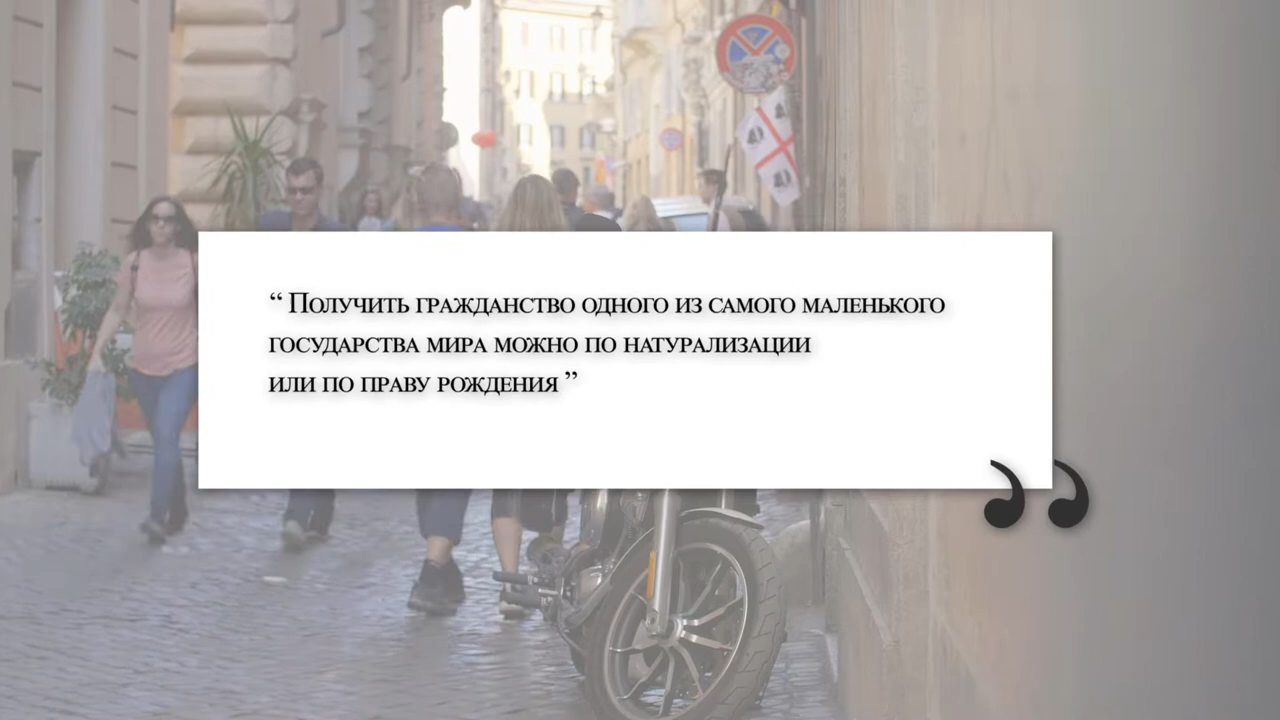 “ Получить гражданство одного из самого маленького
государства мира можно по натурализации
или по праву рождения ”